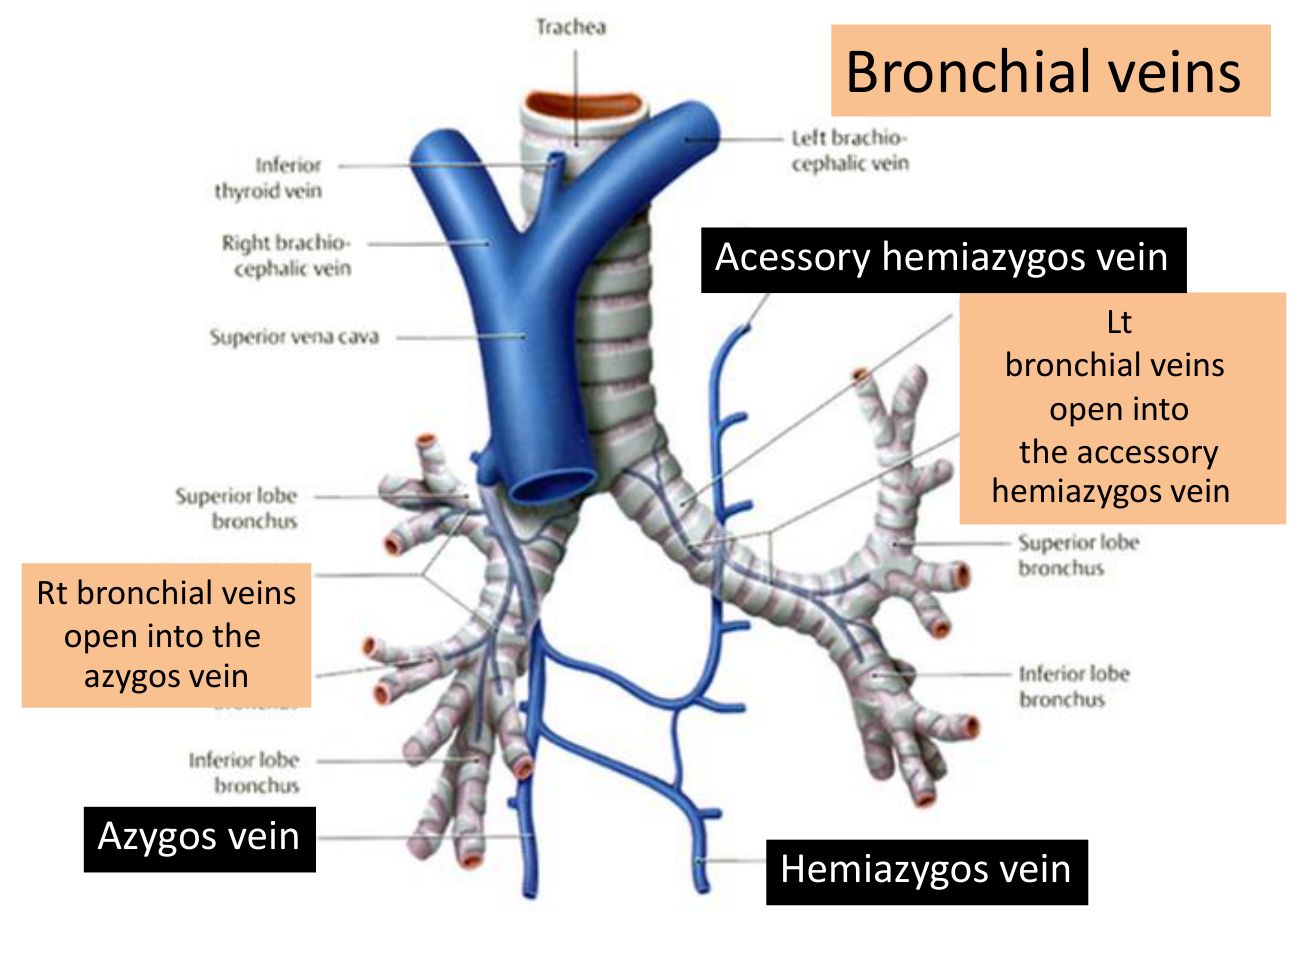 Trachea
Bronchial veins
Left brachio-
cephalic vein
Inferior
thyroid vein
Right brachio-
cephalic vein
Acessory hemiazygos vein
Superior vena cava
Lt
bronchial veins
open into
the accessory
hemiazygos vein
Superior lobe
bronchus
Superior lobe
bronchus
Rt bronchial veins
open into the
azygos vein
bronchus
Inferior lobe
bronchus
Inferior lobe
bronchus
Azygos vein
Hemiazygos vein